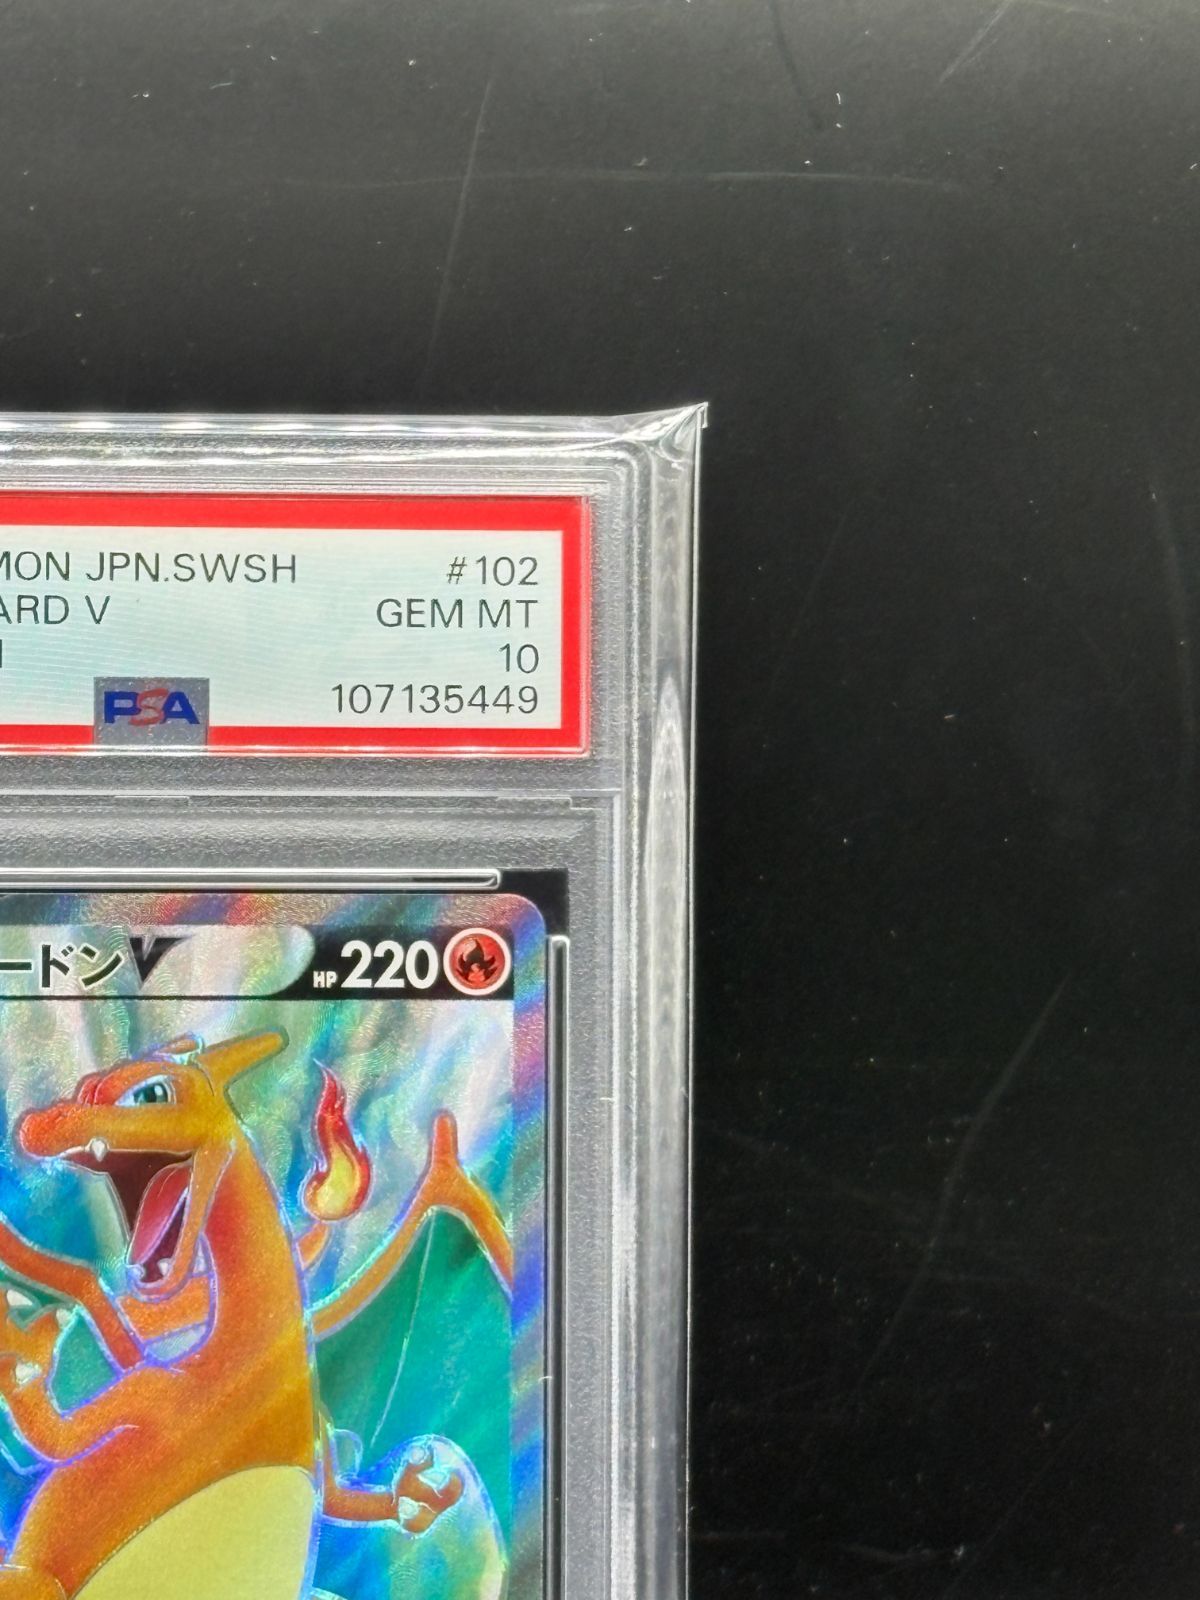 MON JPN.SWSH #102
ARD V GEM MT
10
PSA 107135449
ードンV HP220